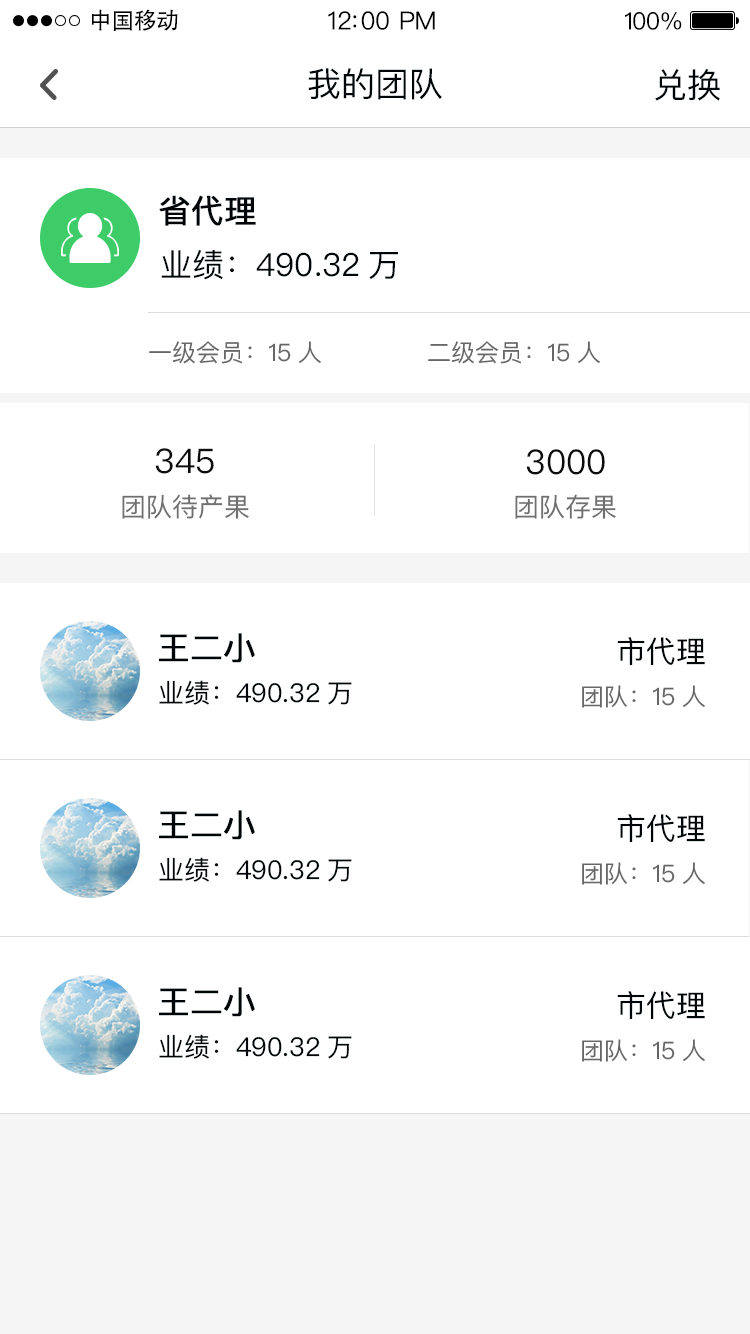 中国移动 12:00 PM 100%
我的团队 兑换
省代理
业绩：490.32 万
一级会员：15 人 二级会员：15 人
345 3000
团队待产果 团队存果
王二小 市代理
业绩：490.32 万 团队：15 人
王二小 市代理
业绩：490.32 万 团队：15 人
王二小 市代理
业绩：490.32 万 团队：15 人